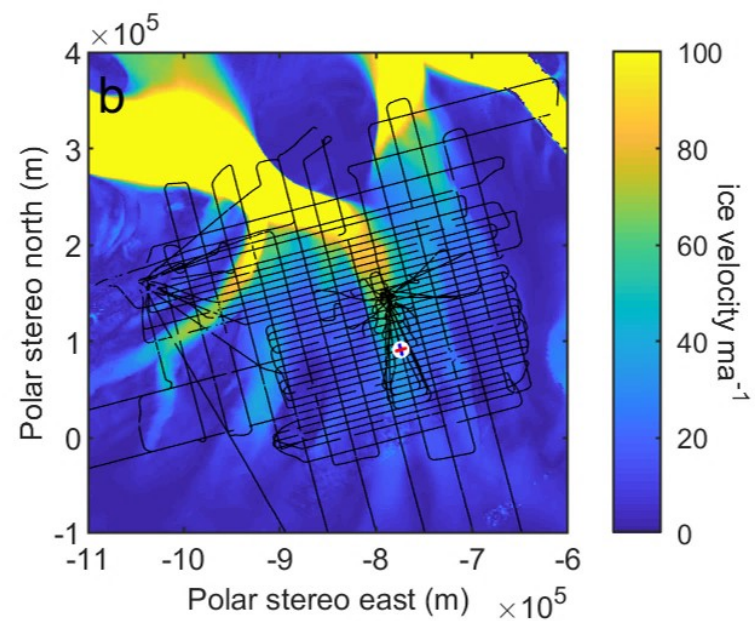 ×10⁵
b
4
3
2
1
0
-1
Polar stereo north (m)
-11 -10 -9 -8 -7 -6
Polar stereo east (m) ×10⁵
100
80
60
40
20
0
ice velocity ma⁻¹